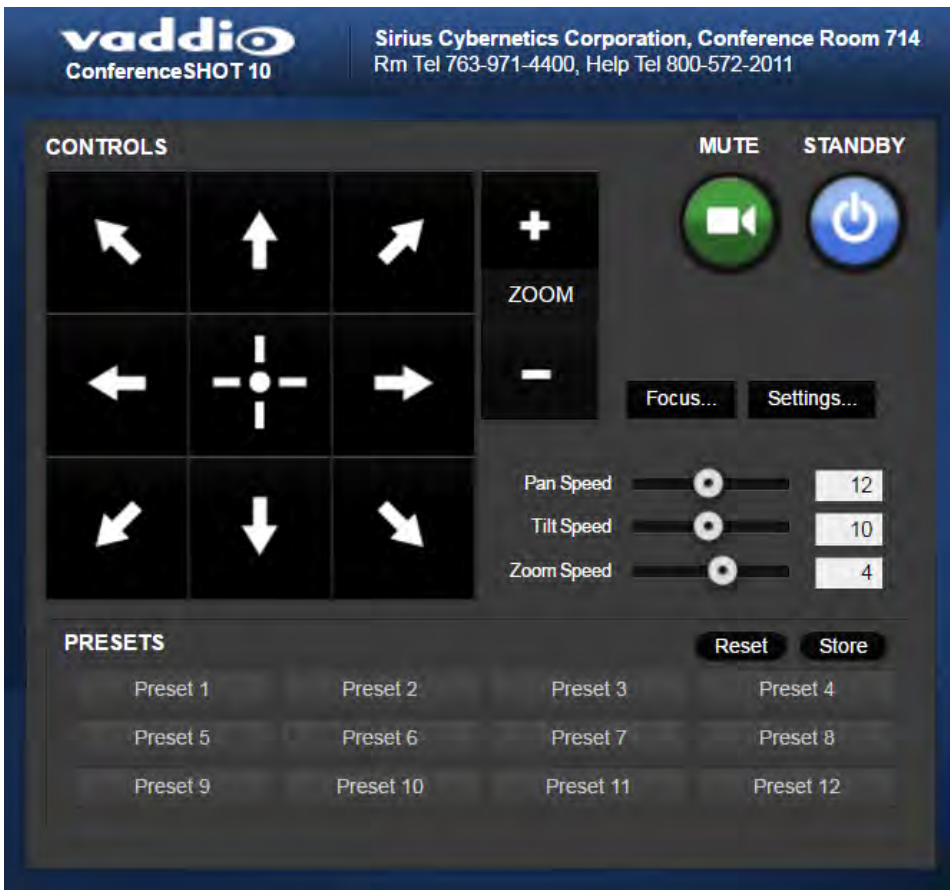 vaddio
ConferenceSHOT 10
Sirius Cybernetics Corporation, Conference Room 714
Rm Tel 763-971-4400, Help Tel 800-572-2011
CONTROLS
MUTE STANDBY
+
ZOOM
-
Focus... Settings...
Pan Speed 12
Tilt Speed 10
Zoom Speed 4
PRESETS Reset Store
Preset 1 Preset 2 Preset 3 Preset 4
Preset 5 Preset 6 Preset 7 Preset 8
Preset 9 Preset 10 Preset 11 Preset 12